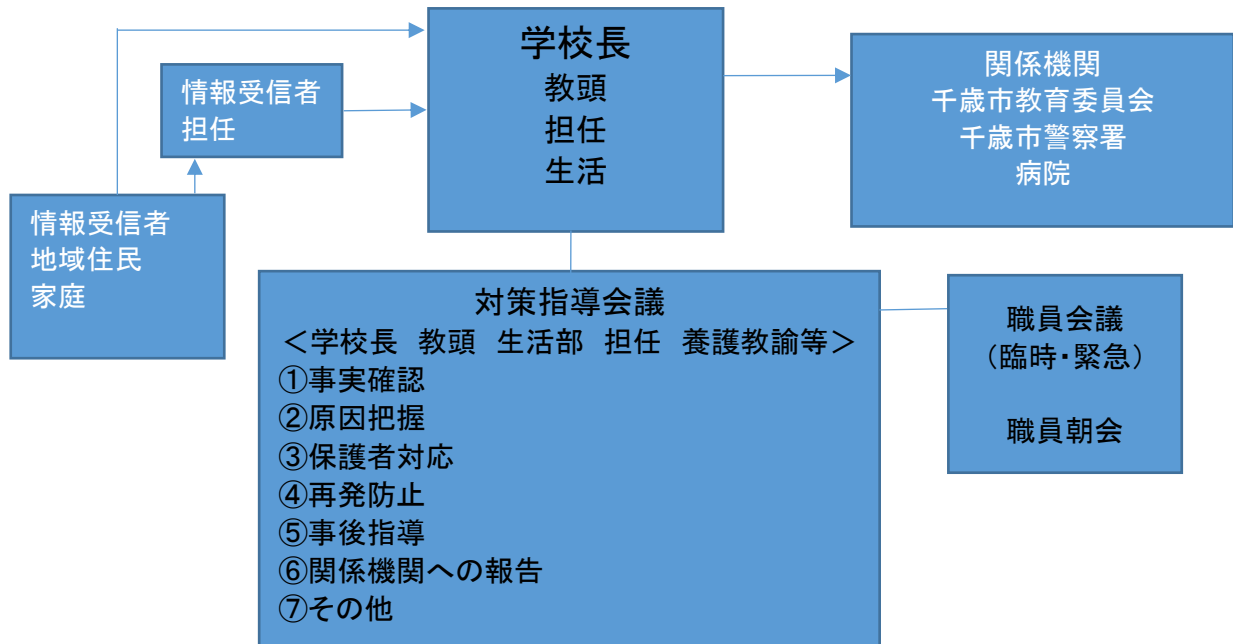 学校長
教頭
担任
生活
情報受信者
担任
情報受信者
地域住民
家庭
関係機関
千歳市教育委員会
千歳市警察署
病院
対策指導会議
＜学校長　教頭　生活部　担任　養護教諭等＞
①事実確認
②原因把握
③保護者対応
④再発防止
⑤事後指導
⑥関係機関への報告
⑦その他
職員会議
（臨時・緊急）
職員朝会